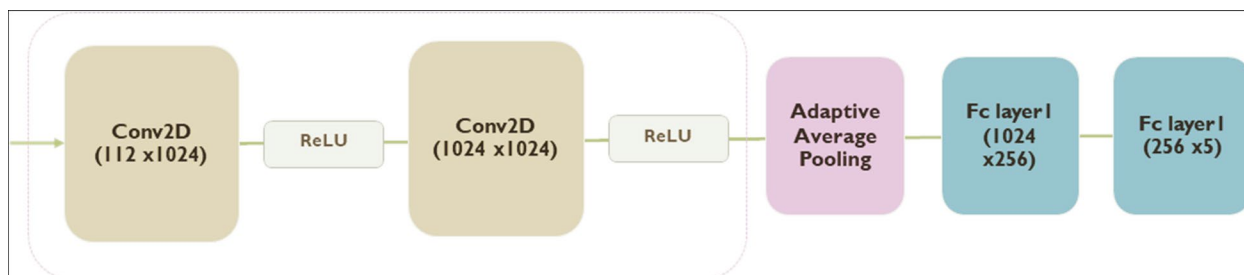 Conv2D
(112 x1024)
ReLU
Conv2D
(1024 x1024)
ReLU
Adaptive
Average
Pooling
Fc layer1
(1024
x256)
Fc layer1
(256 x5)